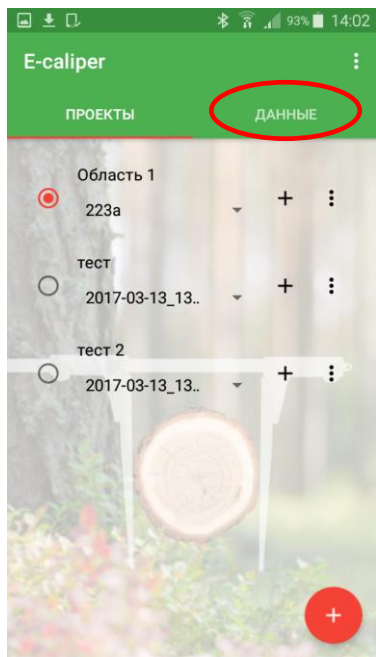 93% 14:02
E-caliper
ПРОЕКТЫ ДАННЫЕ
Область 1
223а
тест
2017-03-13_13..
тест 2
2017-03-13_13..